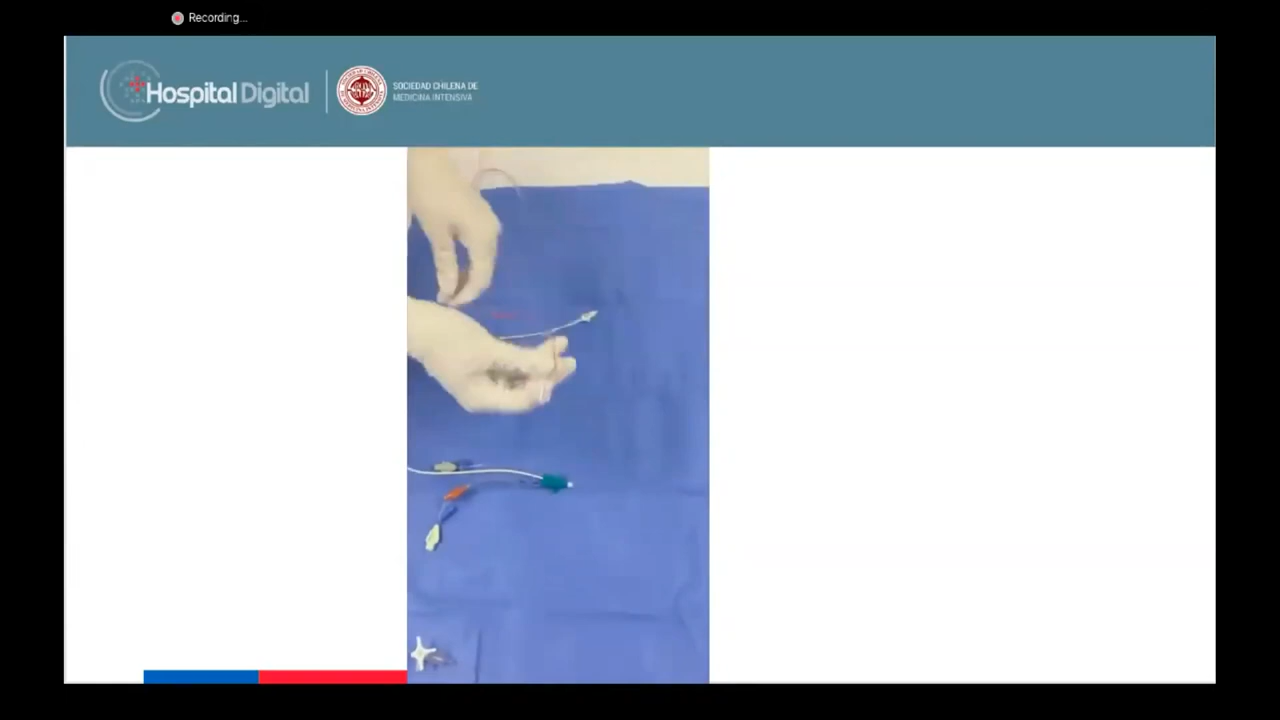 Recording...
Hospital Digital
SOCIEDAD CHILENA DE
MEDICINA INTENSIVA